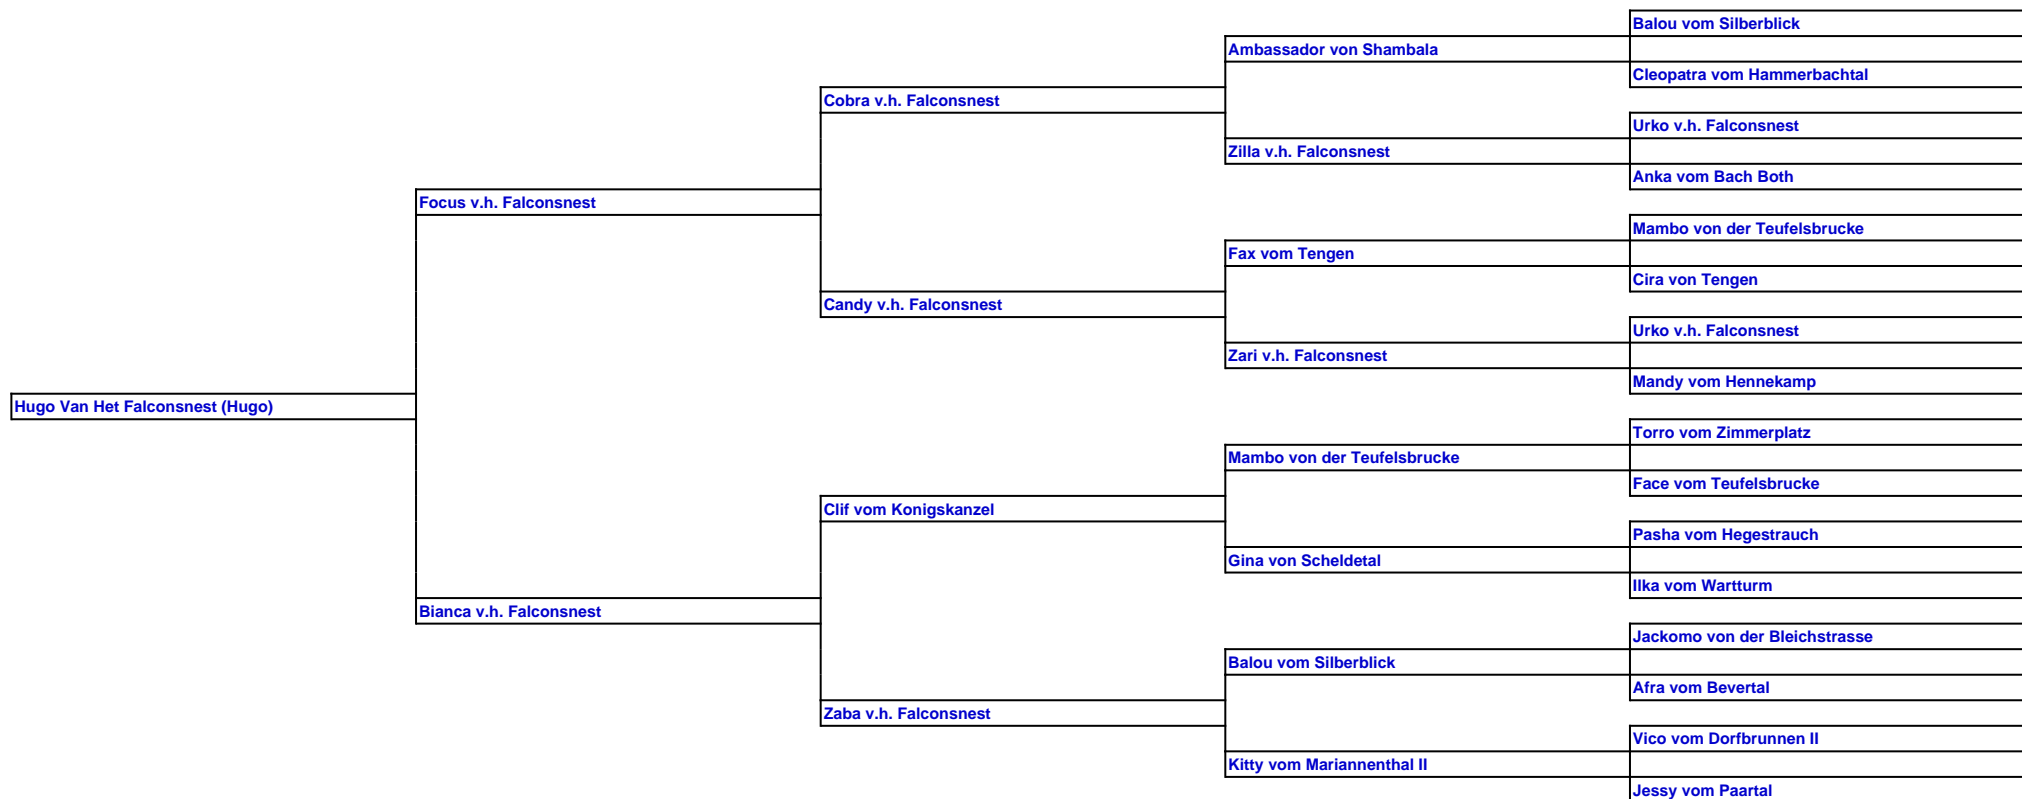 Balou vom Silberblick
Ambassador von Shambala
Cleopatra vom Hammerbachtal
Cobra v.h. Falconsnest
Urko v.h. Falconsnest
Zilla v.h. Falconsnest
Anka vom Bach Both
Focus v.h. Falconsnest
Mambo von der Teufelsbrucke
Fax vom Tengen
Cira von Tengen
Candy v.h. Falconsnest
Urko v.h. Falconsnest
Zari v.h. Falconsnest
Mandy vom Hennekamp
Hugo Van Het Falconsnest (Hugo)
Torro vom Zimmerplatz
Mambo von der Teufelsbrucke
Face vom Teufelsbrucke
Clif vom Konigskanzel
Pasha vom Hegestrauch
Gina von Scheldetal
Ilka vom Wartturm
Bianca v.h. Falconsnest
Jackomo von der Bleichstrasse
Balou vom Silberblick
Afra vom Bevertal
Zaba v.h. Falconsnest
Vico vom Dorfbrunnen II
Kitty vom Mariannenthal II
Jessy vom Paartal